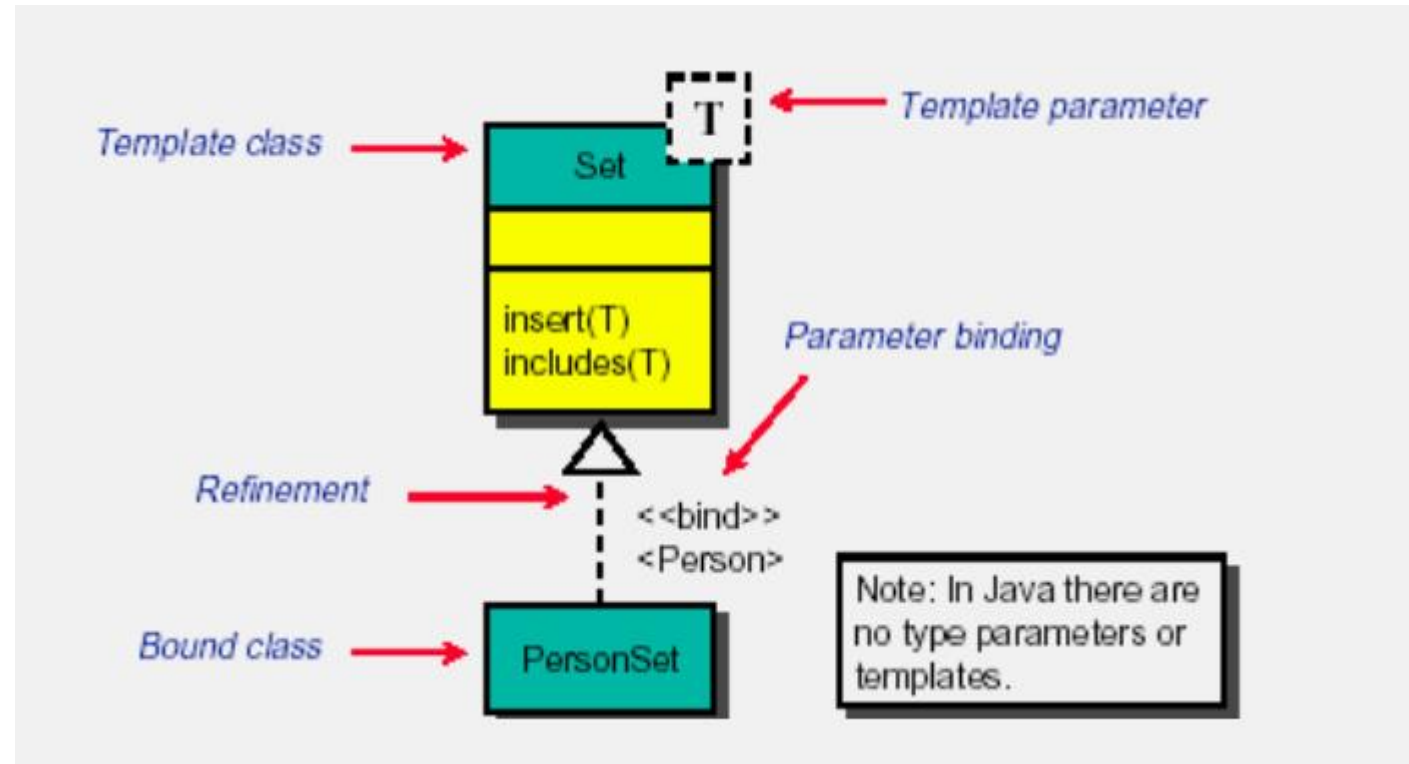 T
Template parameter
Template class
Set
insert(T)
includes(T)
Parameter binding
Refinement
<<bind>>
<Person>
Note: In Java there are
no type parameters or
templates.
Bound class
PersonSet